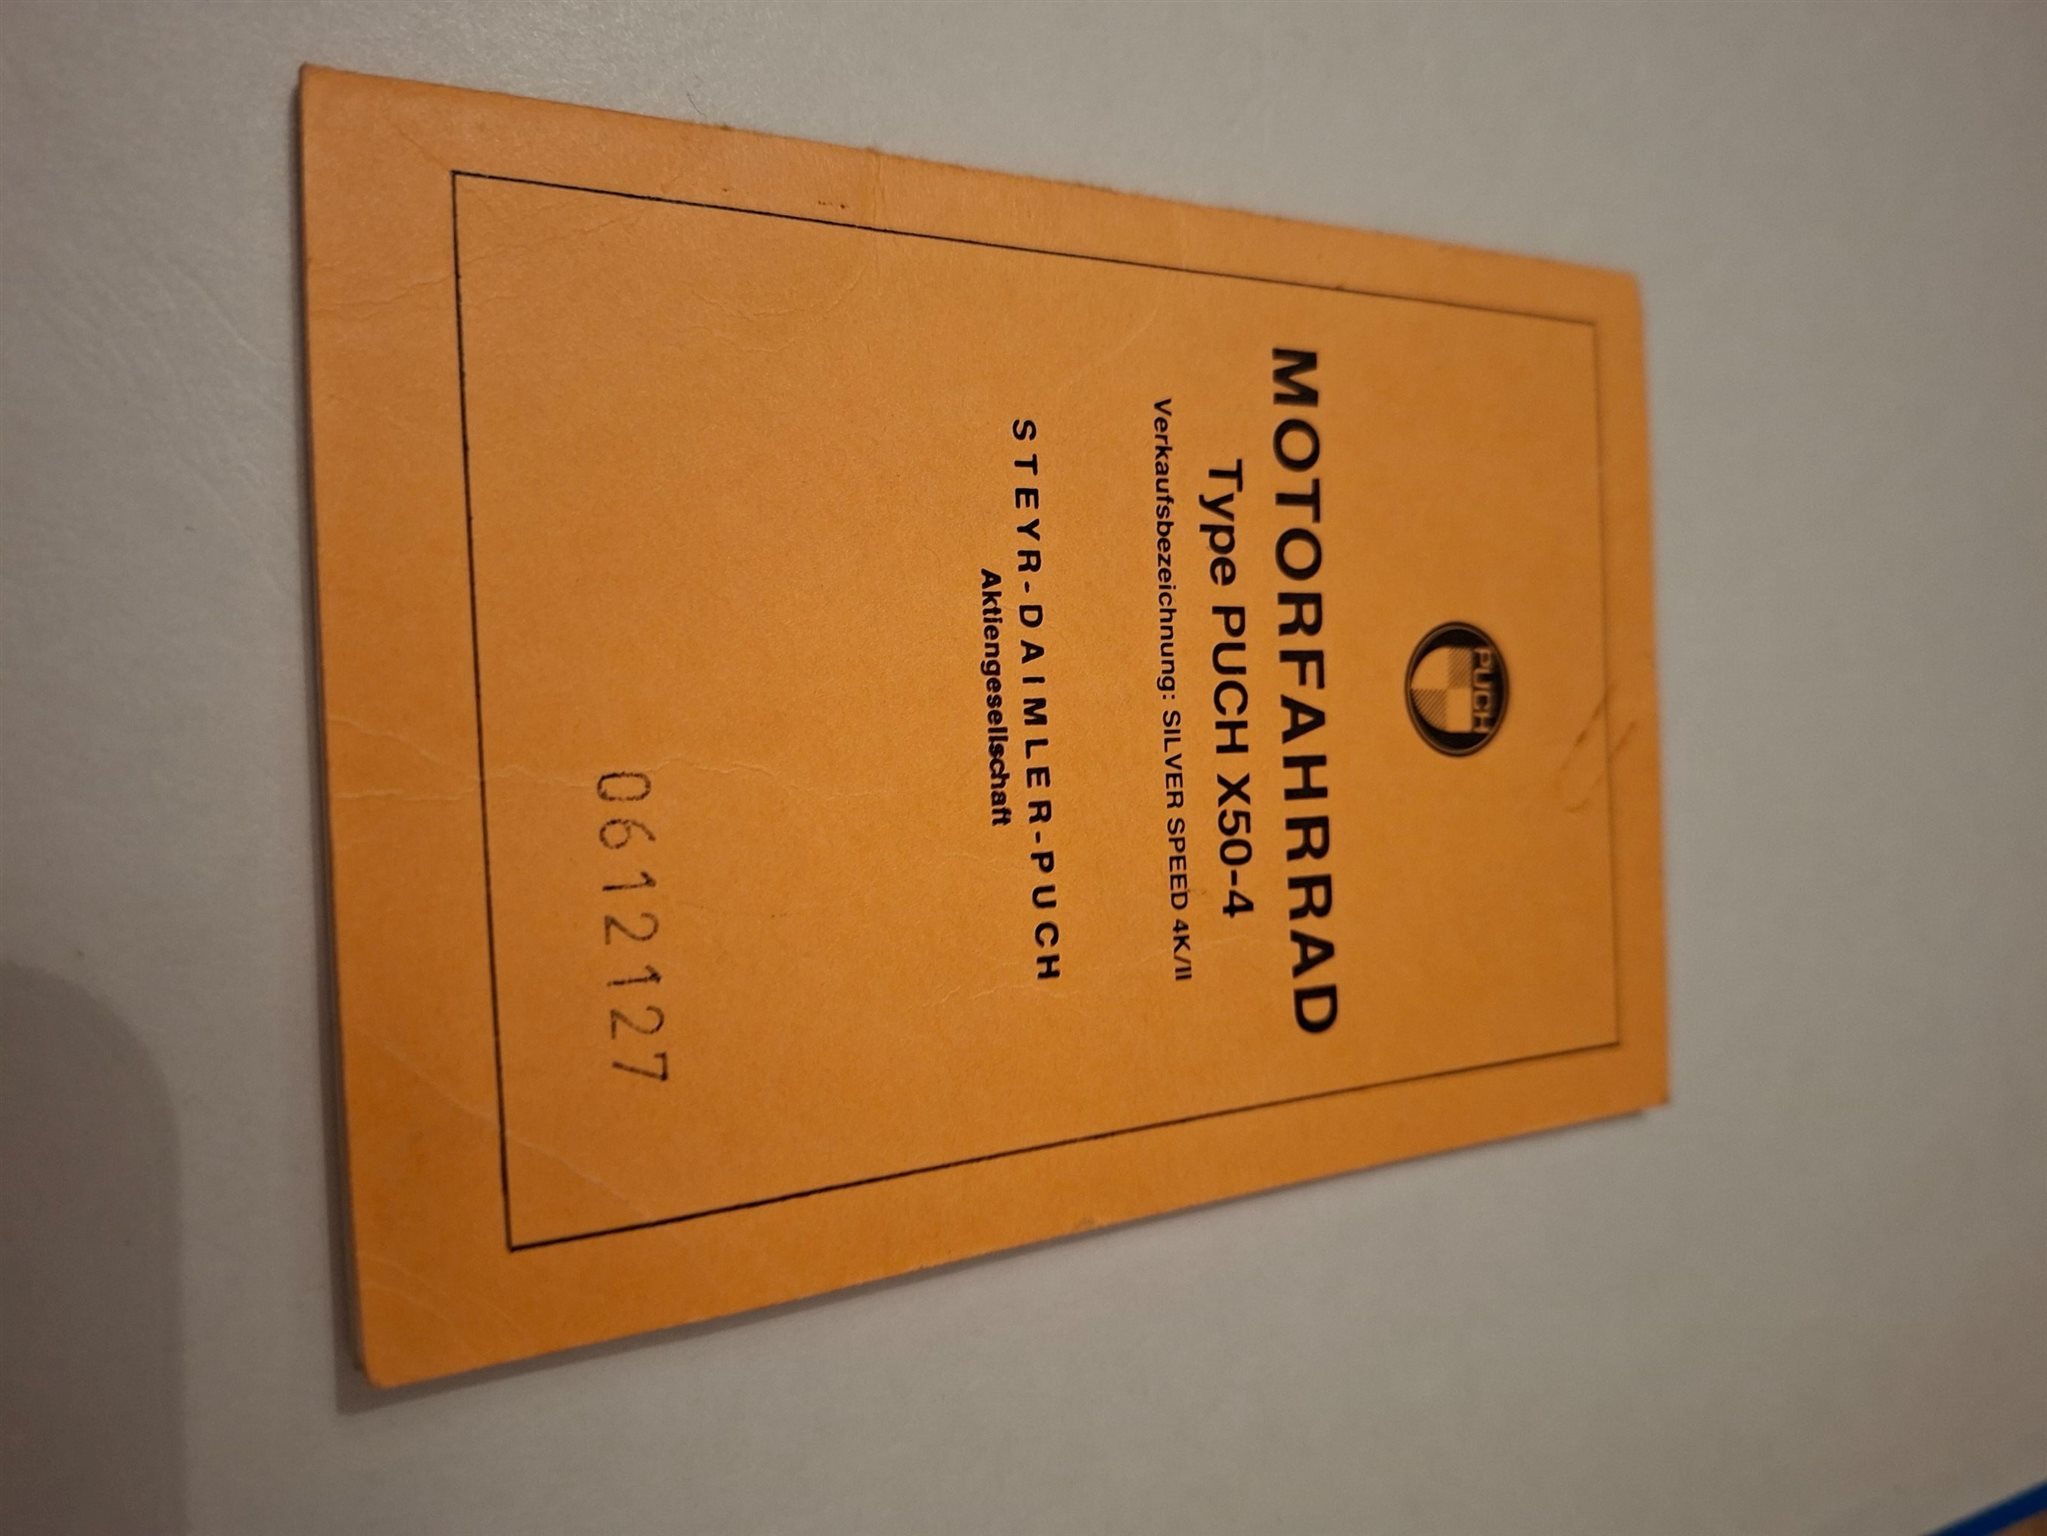 PUCH
MOTORFAHRRAD
Type PUCH X50-4
Verkaufsbezeichnung: SILVER SPEED 4K/II
STEYR-DAIMLER-PUCH
Aktiengesellschaft
0612127